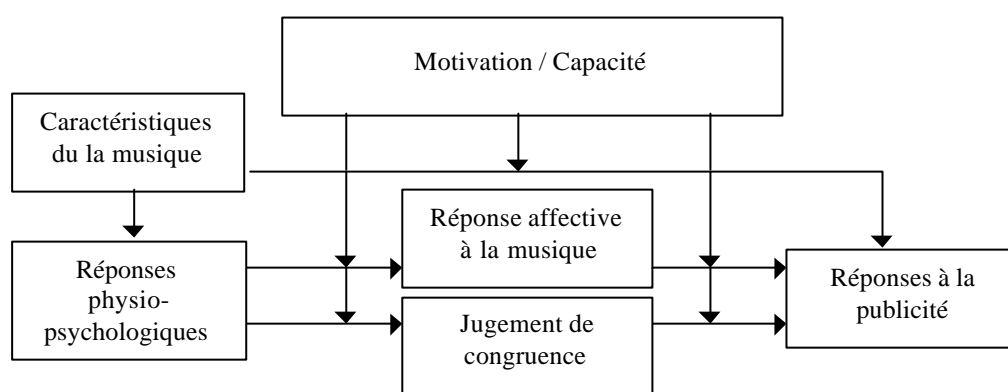 Motivation / Capacité
Caractéristiques
du la musique
Réponse affective
à la musique
Réponses
physio-
psychologiques
Réponses à la
publicité
Jugement de
congruence